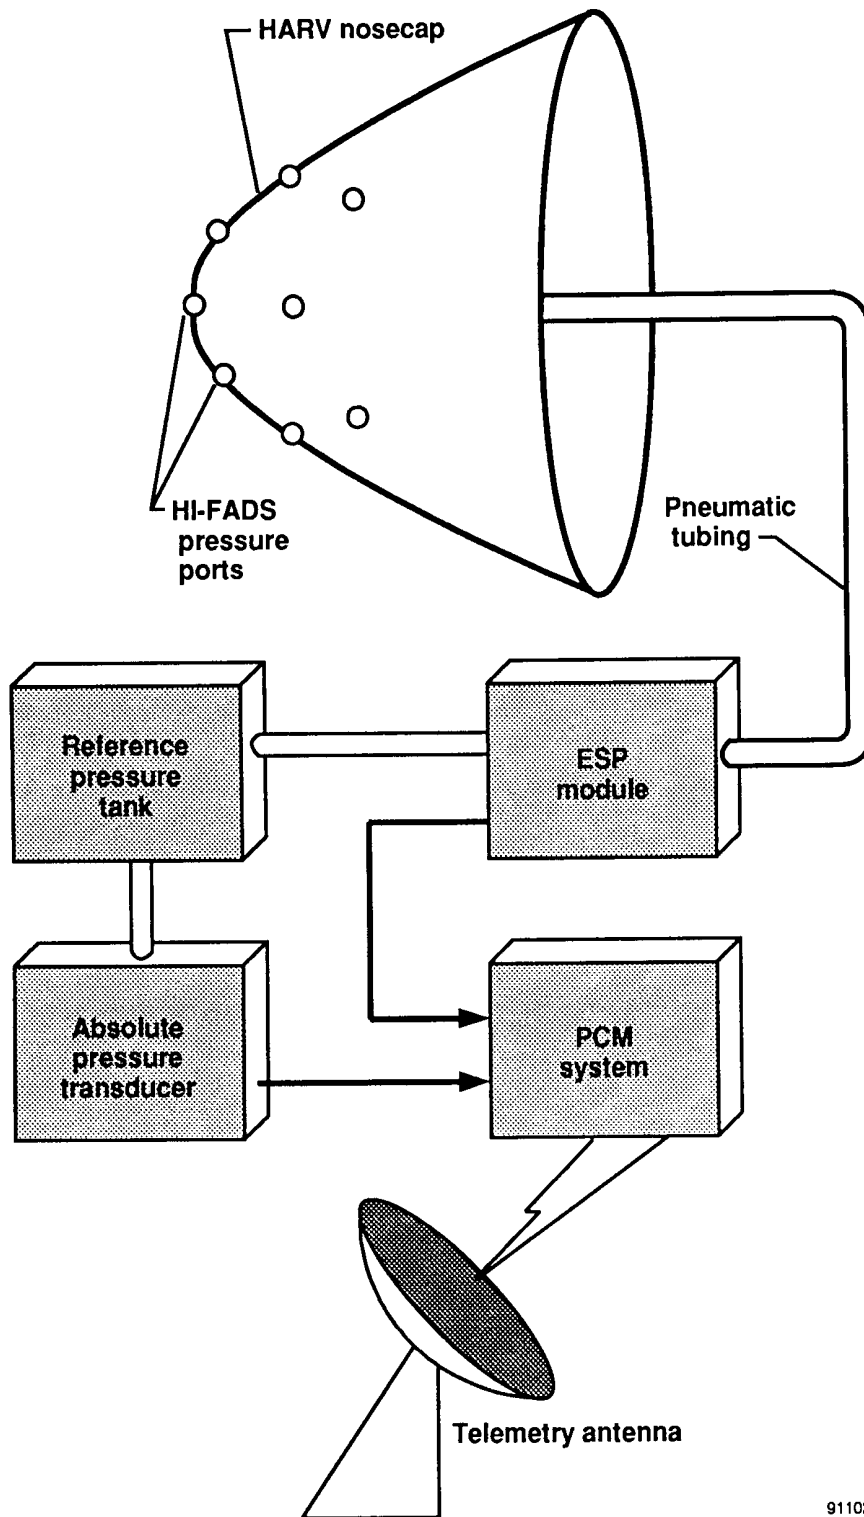 HARV nosecap
HI-FADS
pressure
ports
Pneumatic
tubing
Reference
pressure
tank
ESP
module
Absolute
pressure
transducer
PCM
system
Telemetry antenna
91102